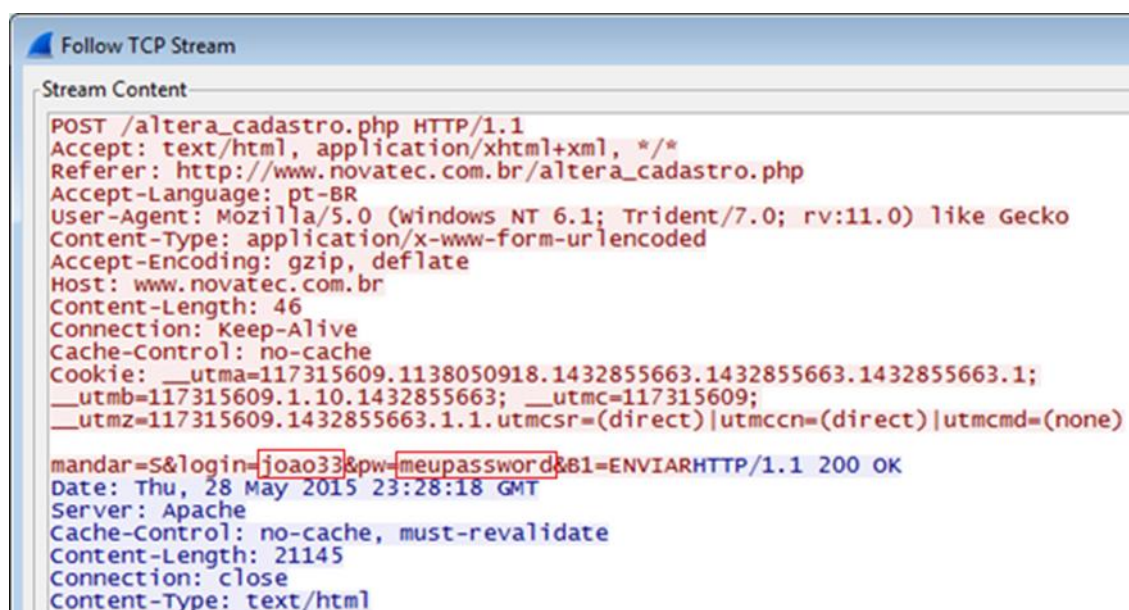 Follow TCP Stream
Stream Content
POST /altera_cadastro.php HTTP/1.1
Accept: text/html, application/xhtml+xml, */*
Referer: http://www.novatec.com.br/altera_cadastro.php
Accept-Language: pt-BR
User-Agent: Mozilla/5.0 (Windows NT 6.1; Trident/7.0; rv:11.0) like Gecko
Content-Type: application/x-www-form-urlencoded
Accept-Encoding: gzip, deflate
Host: www.novatec.com.br
Content-Length: 46
Connection: Keep-Alive
Cache-Control: no-cache
Cookie: __utma=117315609.1138050918.1432855663.1432855663.1432855663.1;
__utmb=117315609.1.10.1432855663; __utmc=117315609;
__utmz=117315609.1432855663.1.1.utmcsr=(direct)|utmccn=(direct)|utmcmd=(none)
mandar=S&login=joao33&pw=meupassword&B1=ENVIARHTTP/1.1 200 OK
Date: Thu, 28 May 2015 23:28:18 GMT
Server: Apache
Cache-Control: no-cache, must-revalidate
Content-Length: 21145
Connection: close
Content-Type: text/html